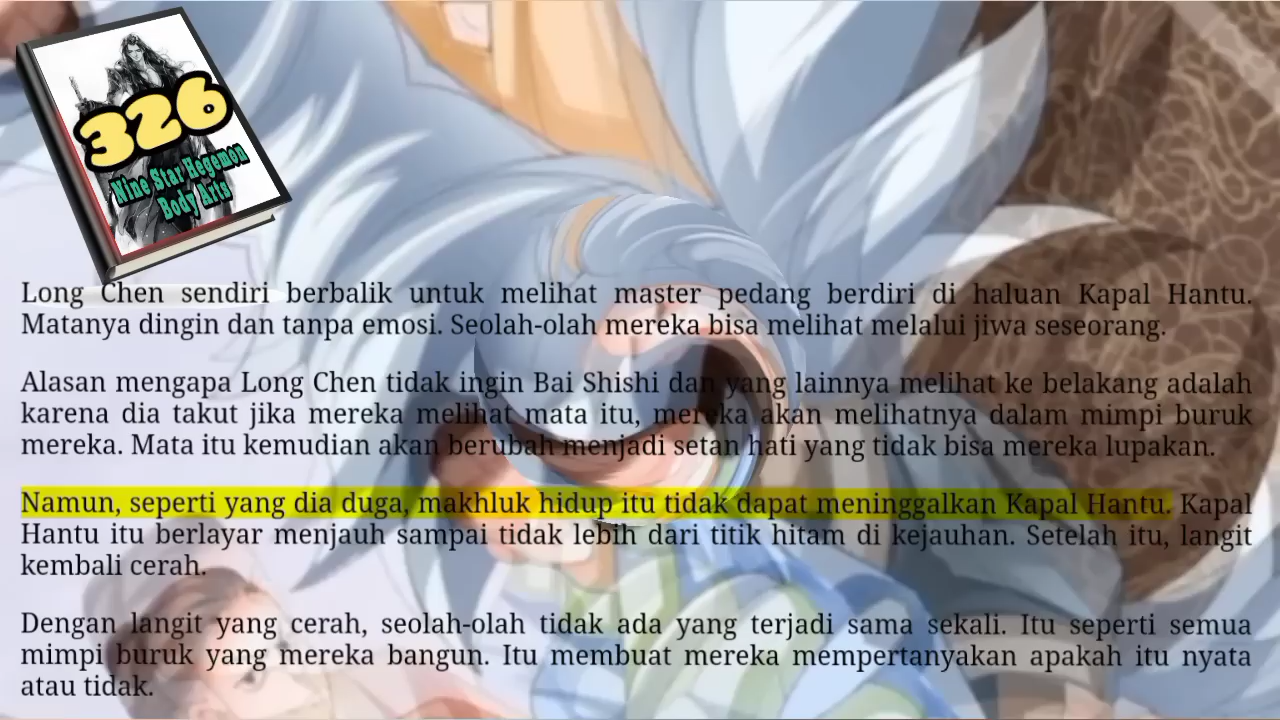 326
Nine Star Hegemon
Body Arts
Long Chen sendiri berbalik untuk melihat master pedang berdiri di haluan Kapal Hantu.
Matanya dingin dan tanpa emosi. Seolah-olah mereka bisa melihat melalui jiwa seseorang.
Alasan mengapa Long Chen tidak ingin Bai Shishi dan yang lainnya melihat ke belakang adalah
karena dia takut jika mereka melihat mata itu, mereka akan melihatnya dalam mimpi buruk
mereka. Mata itu kemudian akan berubah menjadi setan hati yang tidak bisa mereka lupakan.
Namun, seperti yang dia duga, makhluk hidup itu tidak dapat meninggalkan Kapal Hantu. Kapal
Hantu itu berlayar menjauh sampai tidak lebih dari titik hitam di kejauhan. Setelah itu, langit
kembali cerah.
Dengan langit yang cerah, seolah-olah tidak ada yang terjadi sama sekali. Itu seperti semua
mimpi buruk yang mereka bangun. Itu membuat mereka mempertanyakan apakah itu nyata
atau tidak.